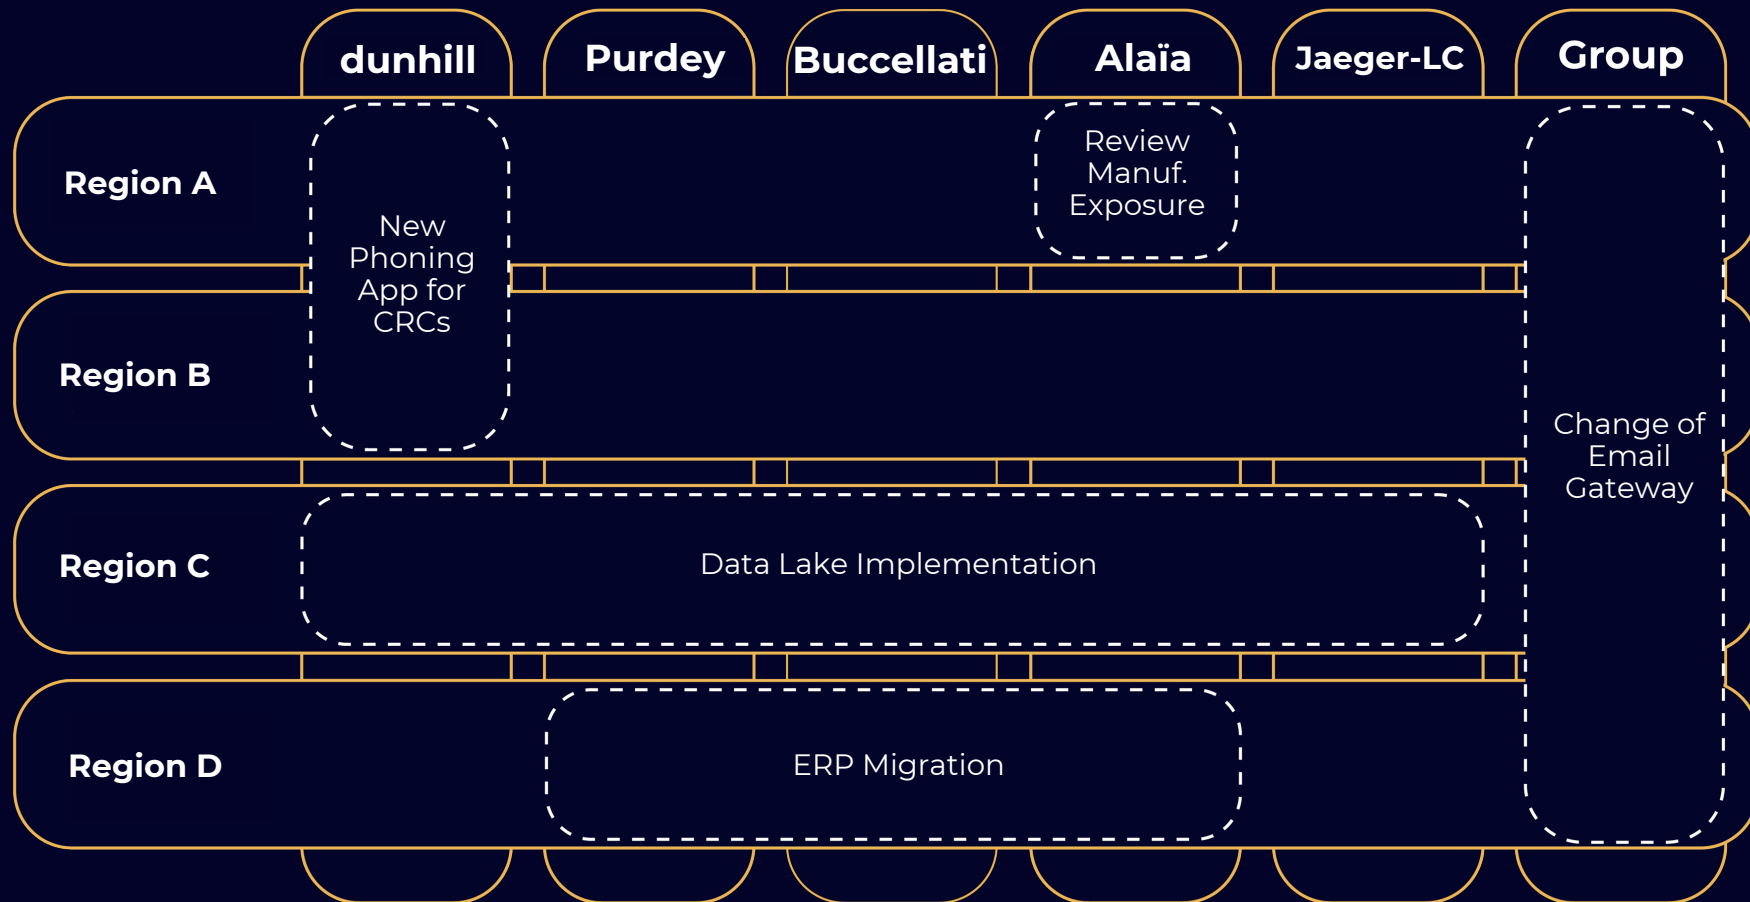 dunhill
Purdey
Buccellati
Alaïa
Jaeger-LC
Group
Region A
New
Phoning
App for
CRCs
Review
Manuf.
Exposure
Region B
Change of
Email
Gateway
Region C
Data Lake Implementation
Region D
ERP Migration